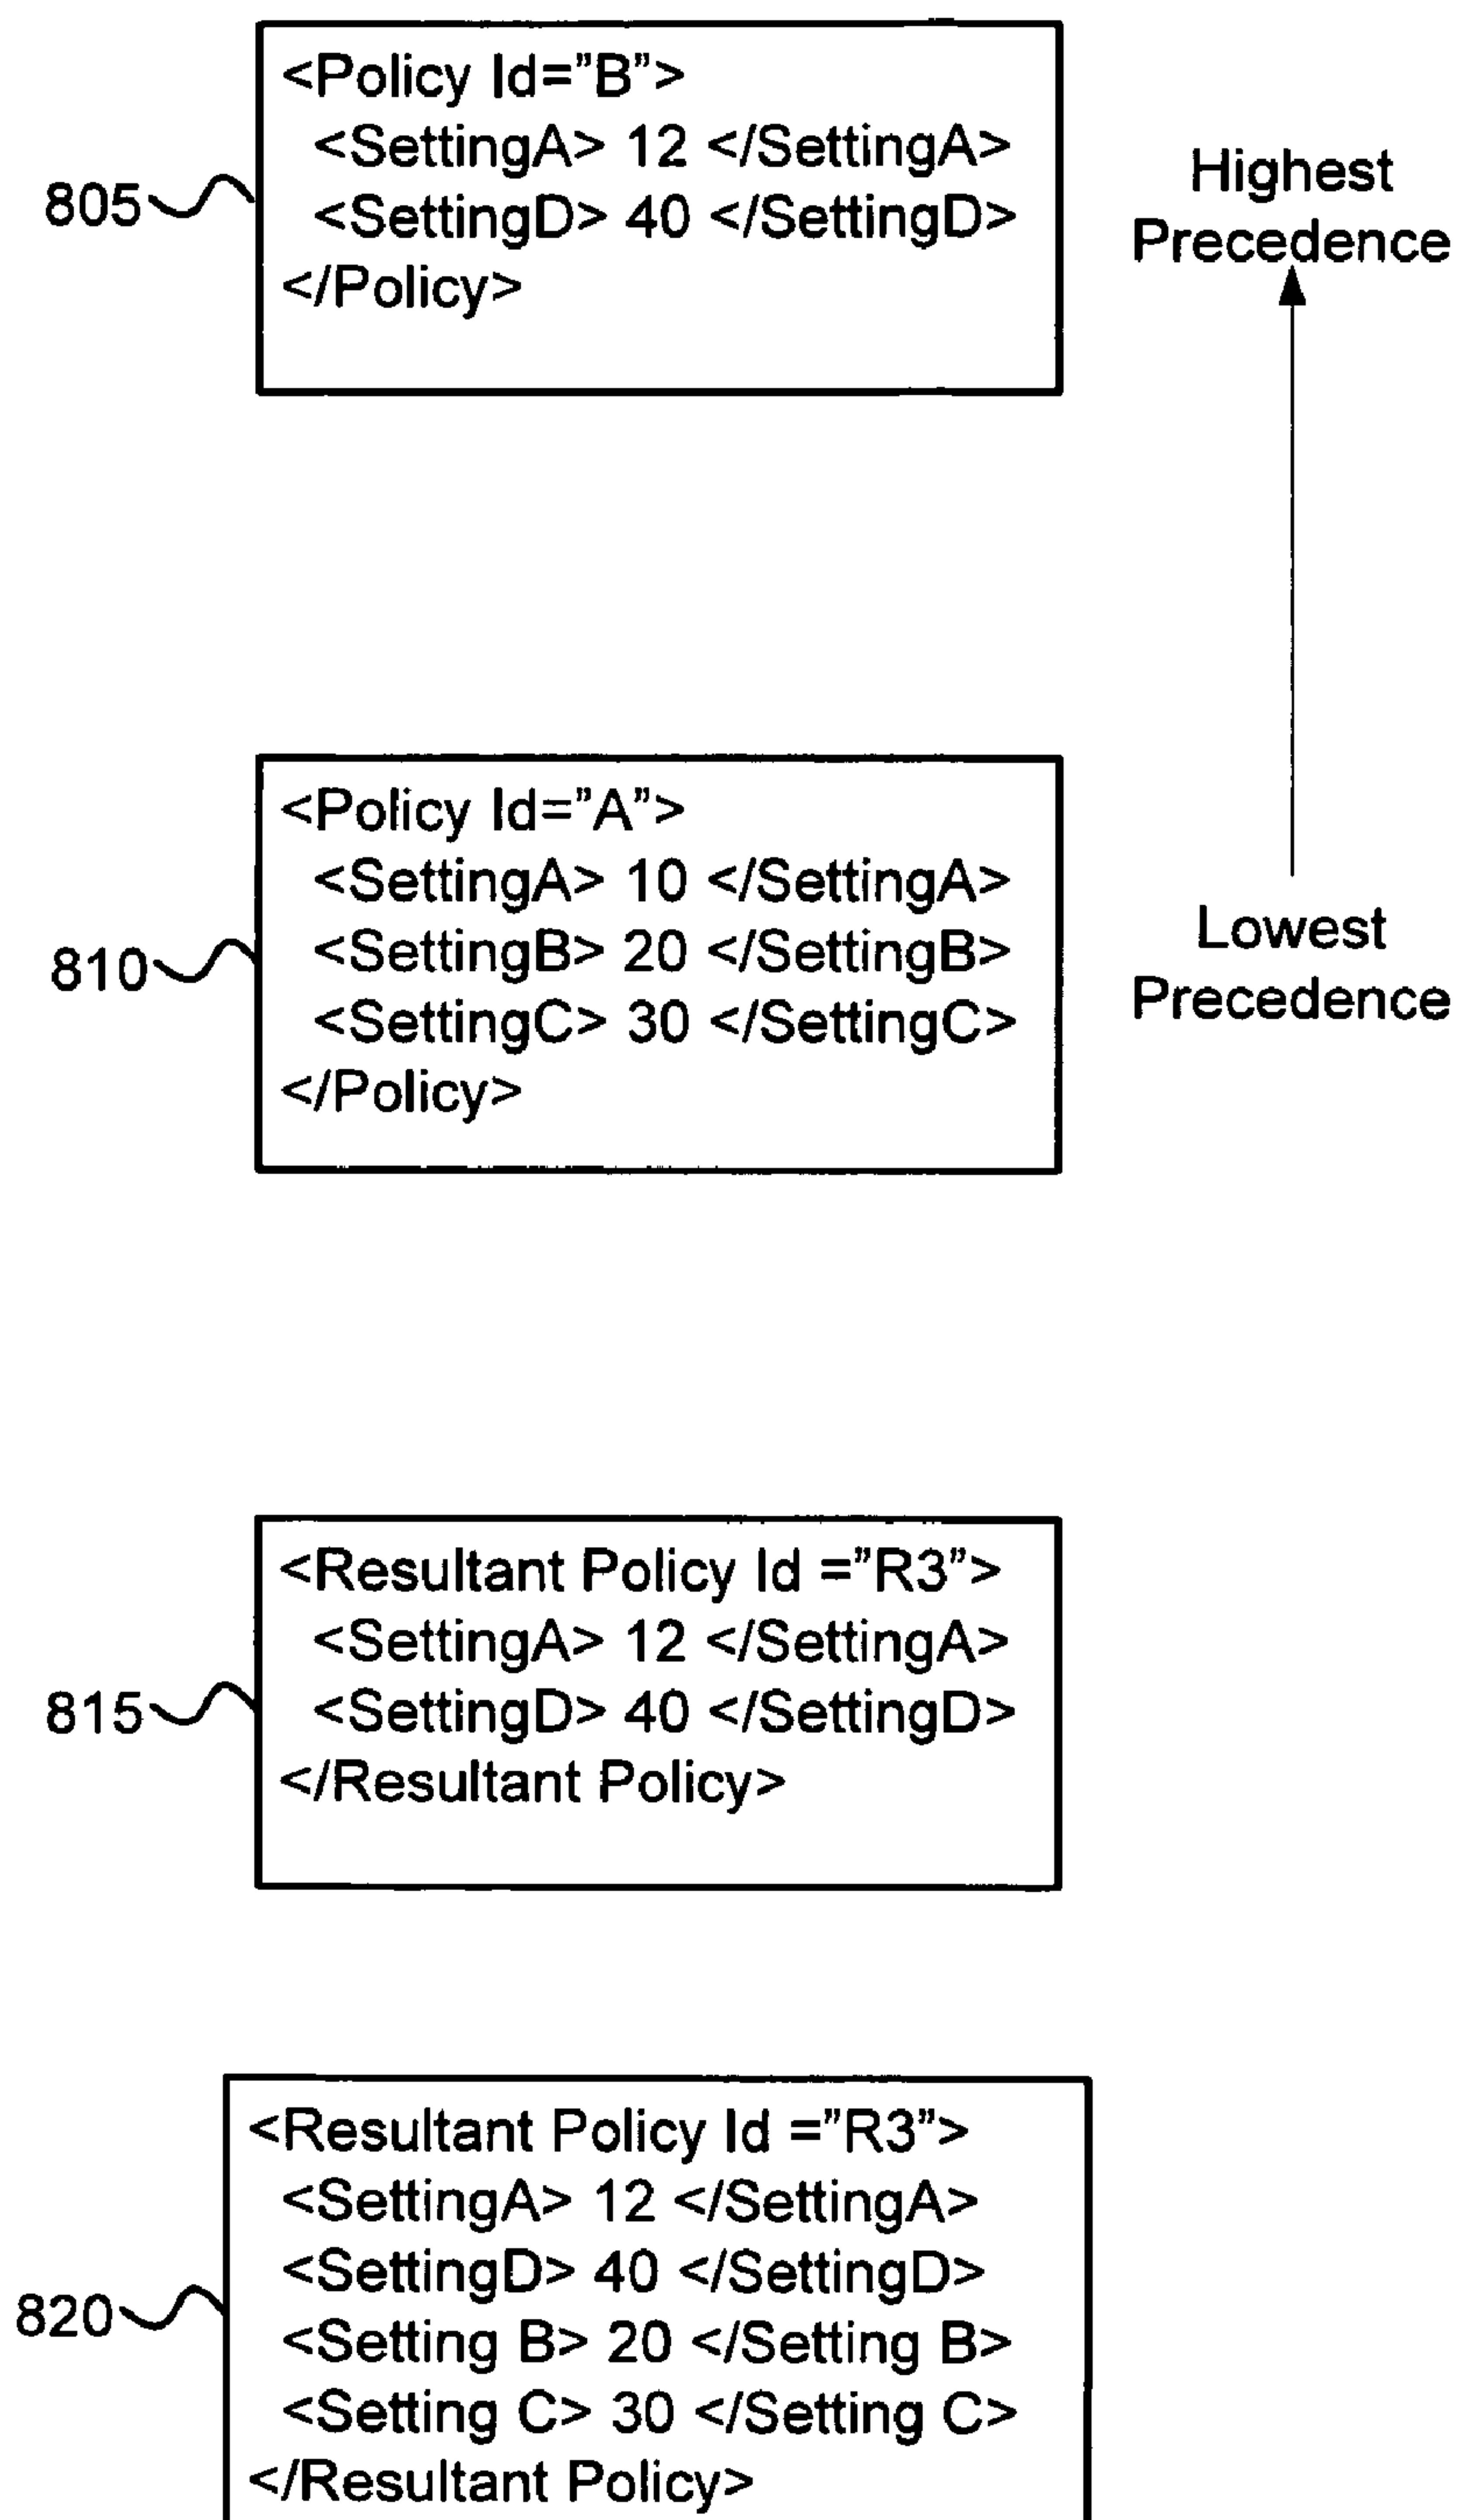 <Policy Id=”B”>
<SettingA> 12 </SettingA>
<SettingD> 40 </SettingD>
</Policy>
805
Highest
Precedence
<Policy Id=”A”>
<SettingA> 10 </SettingA>
<SettingB> 20 </SettingB>
<SettingC> 30 </SettingC>
</Policy>
810
Lowest
Precedence
<Resultant Policy Id =”R3”>
<SettingA> 12 </SettingA>
<SettingD> 40 </SettingD>
</Resultant Policy>
815
<Resultant Policy Id =”R3”>
<SettingA> 12 </SettingA>
<SettingD> 40 </SettingD>
<Setting B> 20 </Setting B>
<Setting C> 30 </Setting C>
</Resultant Policy>
820